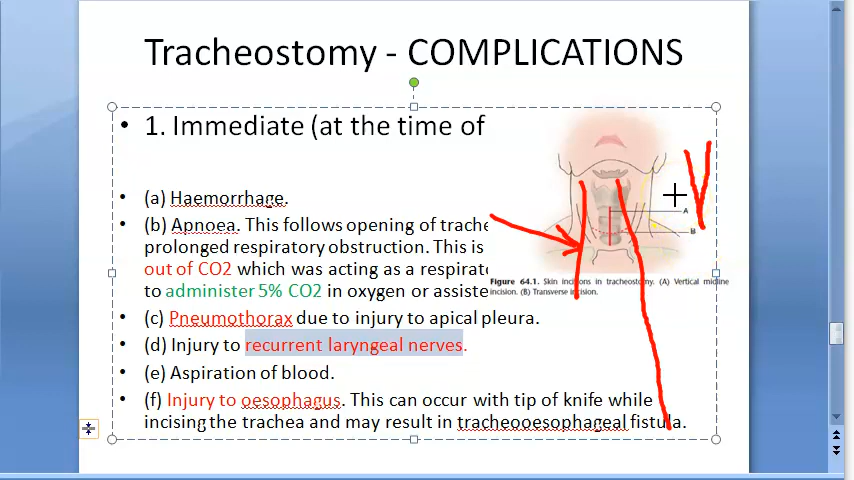 Tracheostomy - COMPLICATIONS
• 1. Immediate (at the time of
• (a) Haemorrhage.
• (b) Apnoea. This follows opening of trache
prolonged respiratory obstruction. This is
out of CO2 which was acting as a respirat
to administer 5% CO2 in oxygen or assiste
• (c) Pneumothorax due to injury to apical pleura.
• (d) Injury to recurrent laryngeal nerves.
• (e) Aspiration of blood.
• (f) Injury to oesophagus. This can occur with tip of knife while
incising the trachea and may result in tracheooesophageal fistula.
A
B
Figure 64.1. Skin incisions in tracheostomy. (A) Vertical midline
incision. (B) Transverse incision.